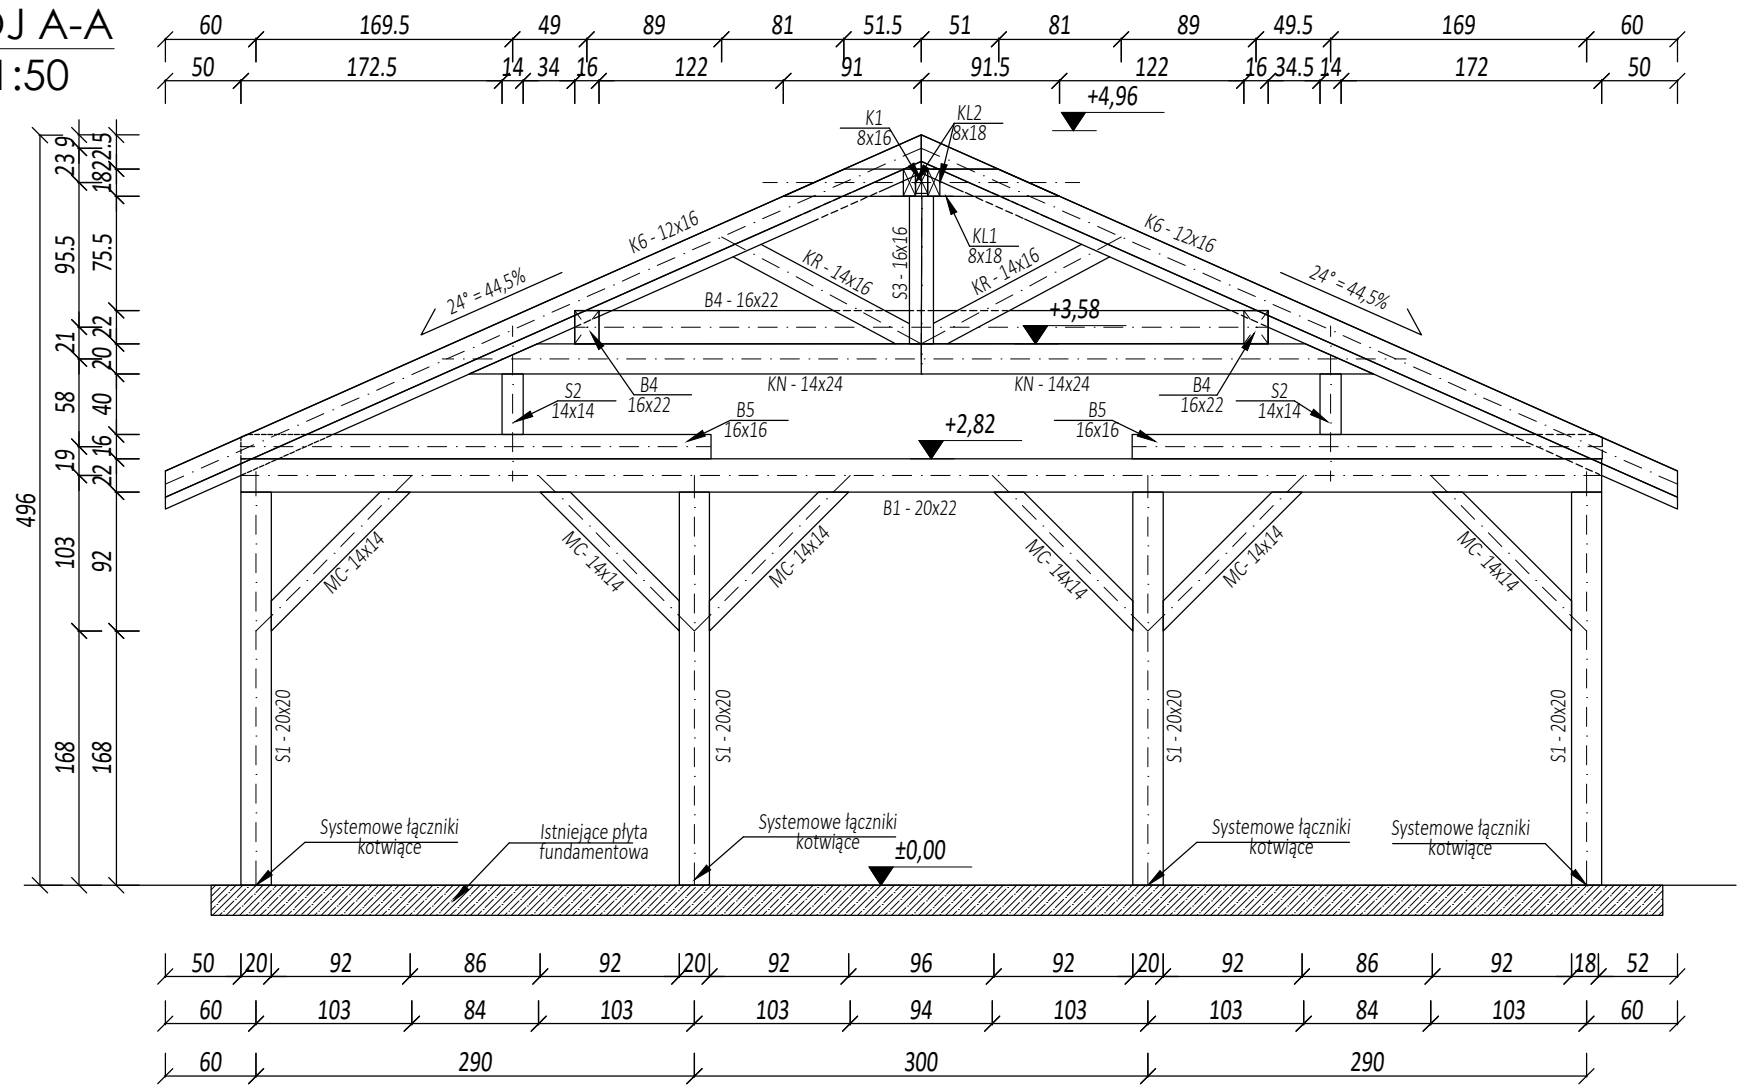 J A-A
1:50
60 169.5 49 89 81 51.5 51 81 89 49.5 169 60
50 172.5 14 34 16 122 91 91.5 122 16 34.5 14 172 50
+4,96
K1
8x16
KL2
8x18
KL1
8x18
K6 - 12x16
K6 - 12x16
24° = 44,5%
24° = 44,5%
KR - 14x16
S3 - 16x16
KR - 14x16
B4 - 16x22
+3,58
KN - 14x24
KN - 14x24
S2
14x14
B4
16x22
B5
16x16
+2,82
B5
16x16
B4
16x22
S2
14x14
B1 - 20x22
MC- 14x14
MC- 14x14
MC- 14x14
MC- 14x14
MC- 14x14
MC- 14x14
S1 - 20x20
S1 - 20x20
S1 - 20x20
S1 - 20x20
496
9
23
95.5
21
58
19
103
168
22.5
18
75.5
22
20
40
16
22
92
168
Systemowe łączniki
kotwiące
Istniejące płyta
fundamentowa
Systemowe łączniki
kotwiące
±0,00
Systemowe łączniki
kotwiące
Systemowe łączniki
kotwiące
50 20 92 86 92 20 92 96 92 20 92 86 92 18 52
60 103 84 103 103 94 103 103 84 103 60
60 290 300 290